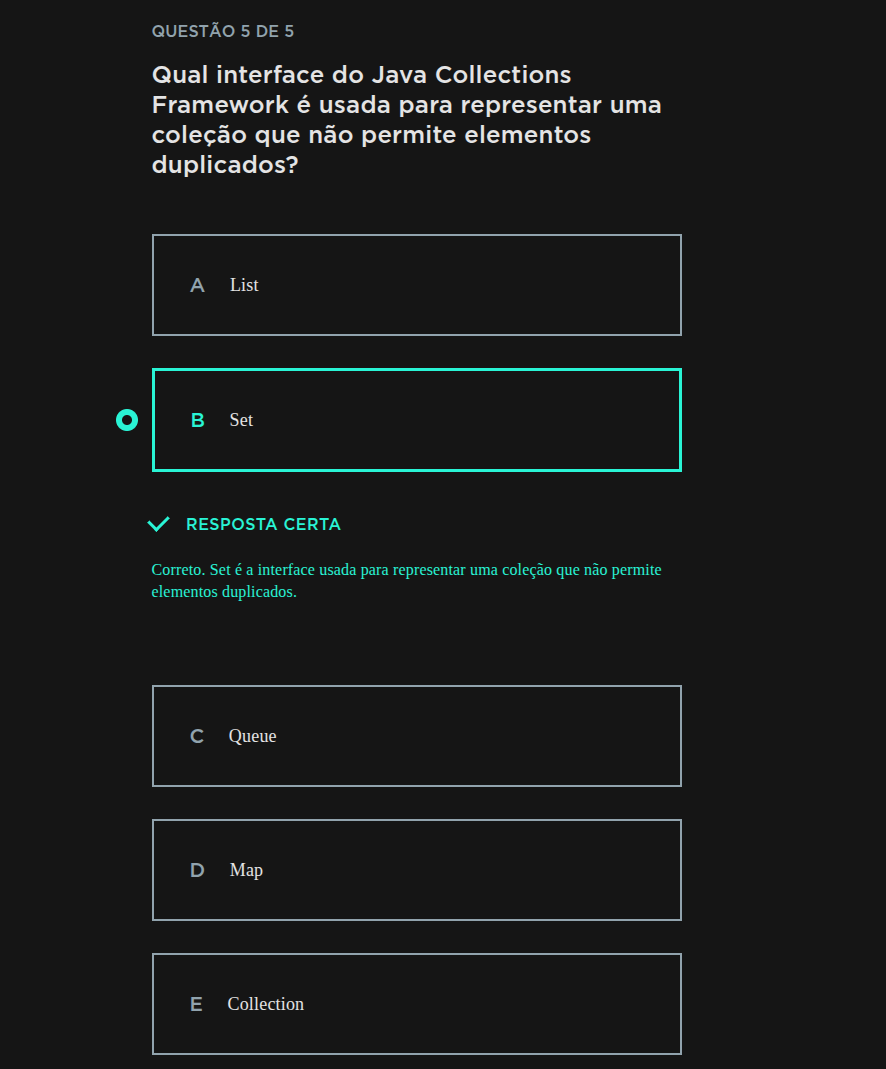 QUESTÃO 5 DE 5
Qual interface do Java Collections
Framework é usada para representar uma
coleção que não permite elementos
duplicados?
A List
B Set
RESPOSTA CERTA
Correto. Set é a interface usada para representar uma coleção que não permite
elementos duplicados.
C Queue
D Map
E Collection